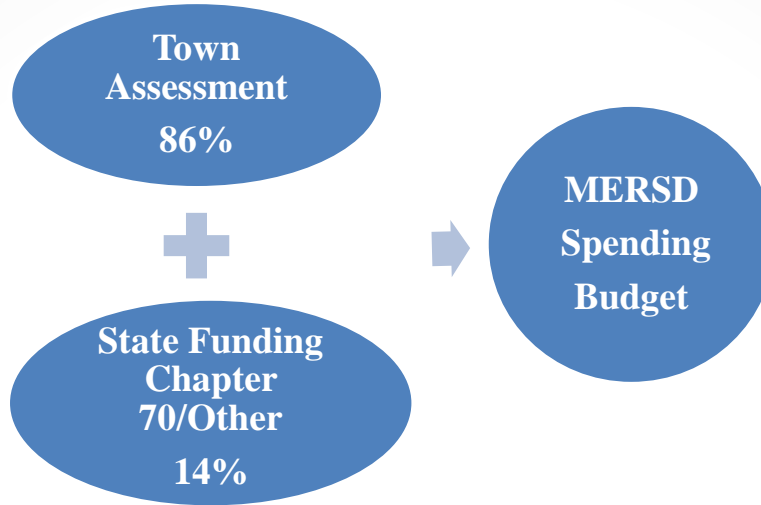 Town
Assessment
86%
State Funding
Chapter
70/Other
14%
MERSD
Spending
Budget